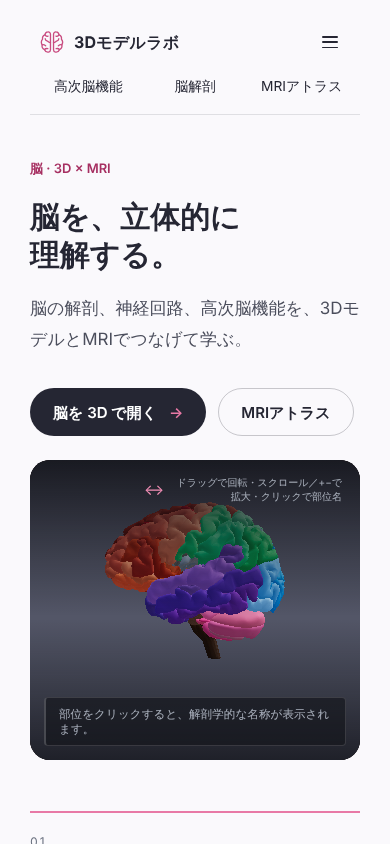 3Dモデルラボ
高次脳機能 脳解剖 MRIアトラス
脳 · 3D × MRI
脳を、立体的に
理解する。
脳の解剖、神経回路、高次脳機能を、3Dモ
デルとMRIでつなげて学ぶ。
脳を 3D で開く → MRIアトラス
ドラッグで回転・スクロール／+−で
拡大・クリックで部位名
部位をクリックすると、解剖学的な名称が表示され
ます。
01